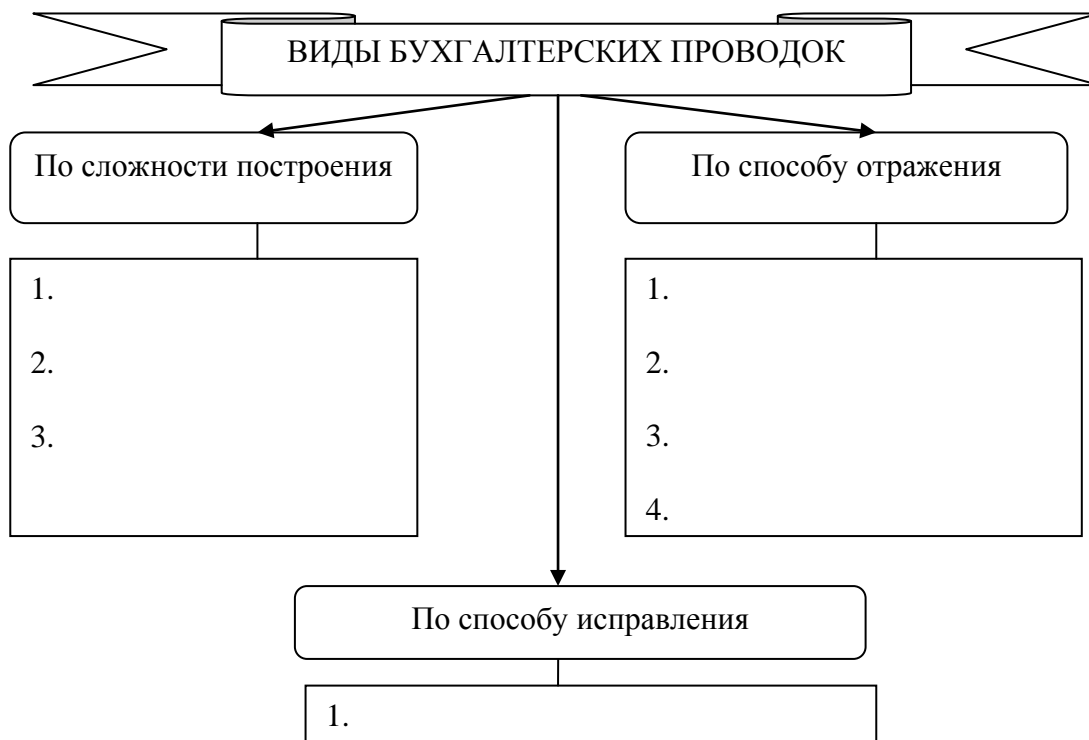 ВИДЫ БУХГАЛТЕРСКИХ ПРОВОДОК
По сложности построения
1.
2.
3.
По способу отражения
1.
2.
3.
4.
По способу исправления
1.